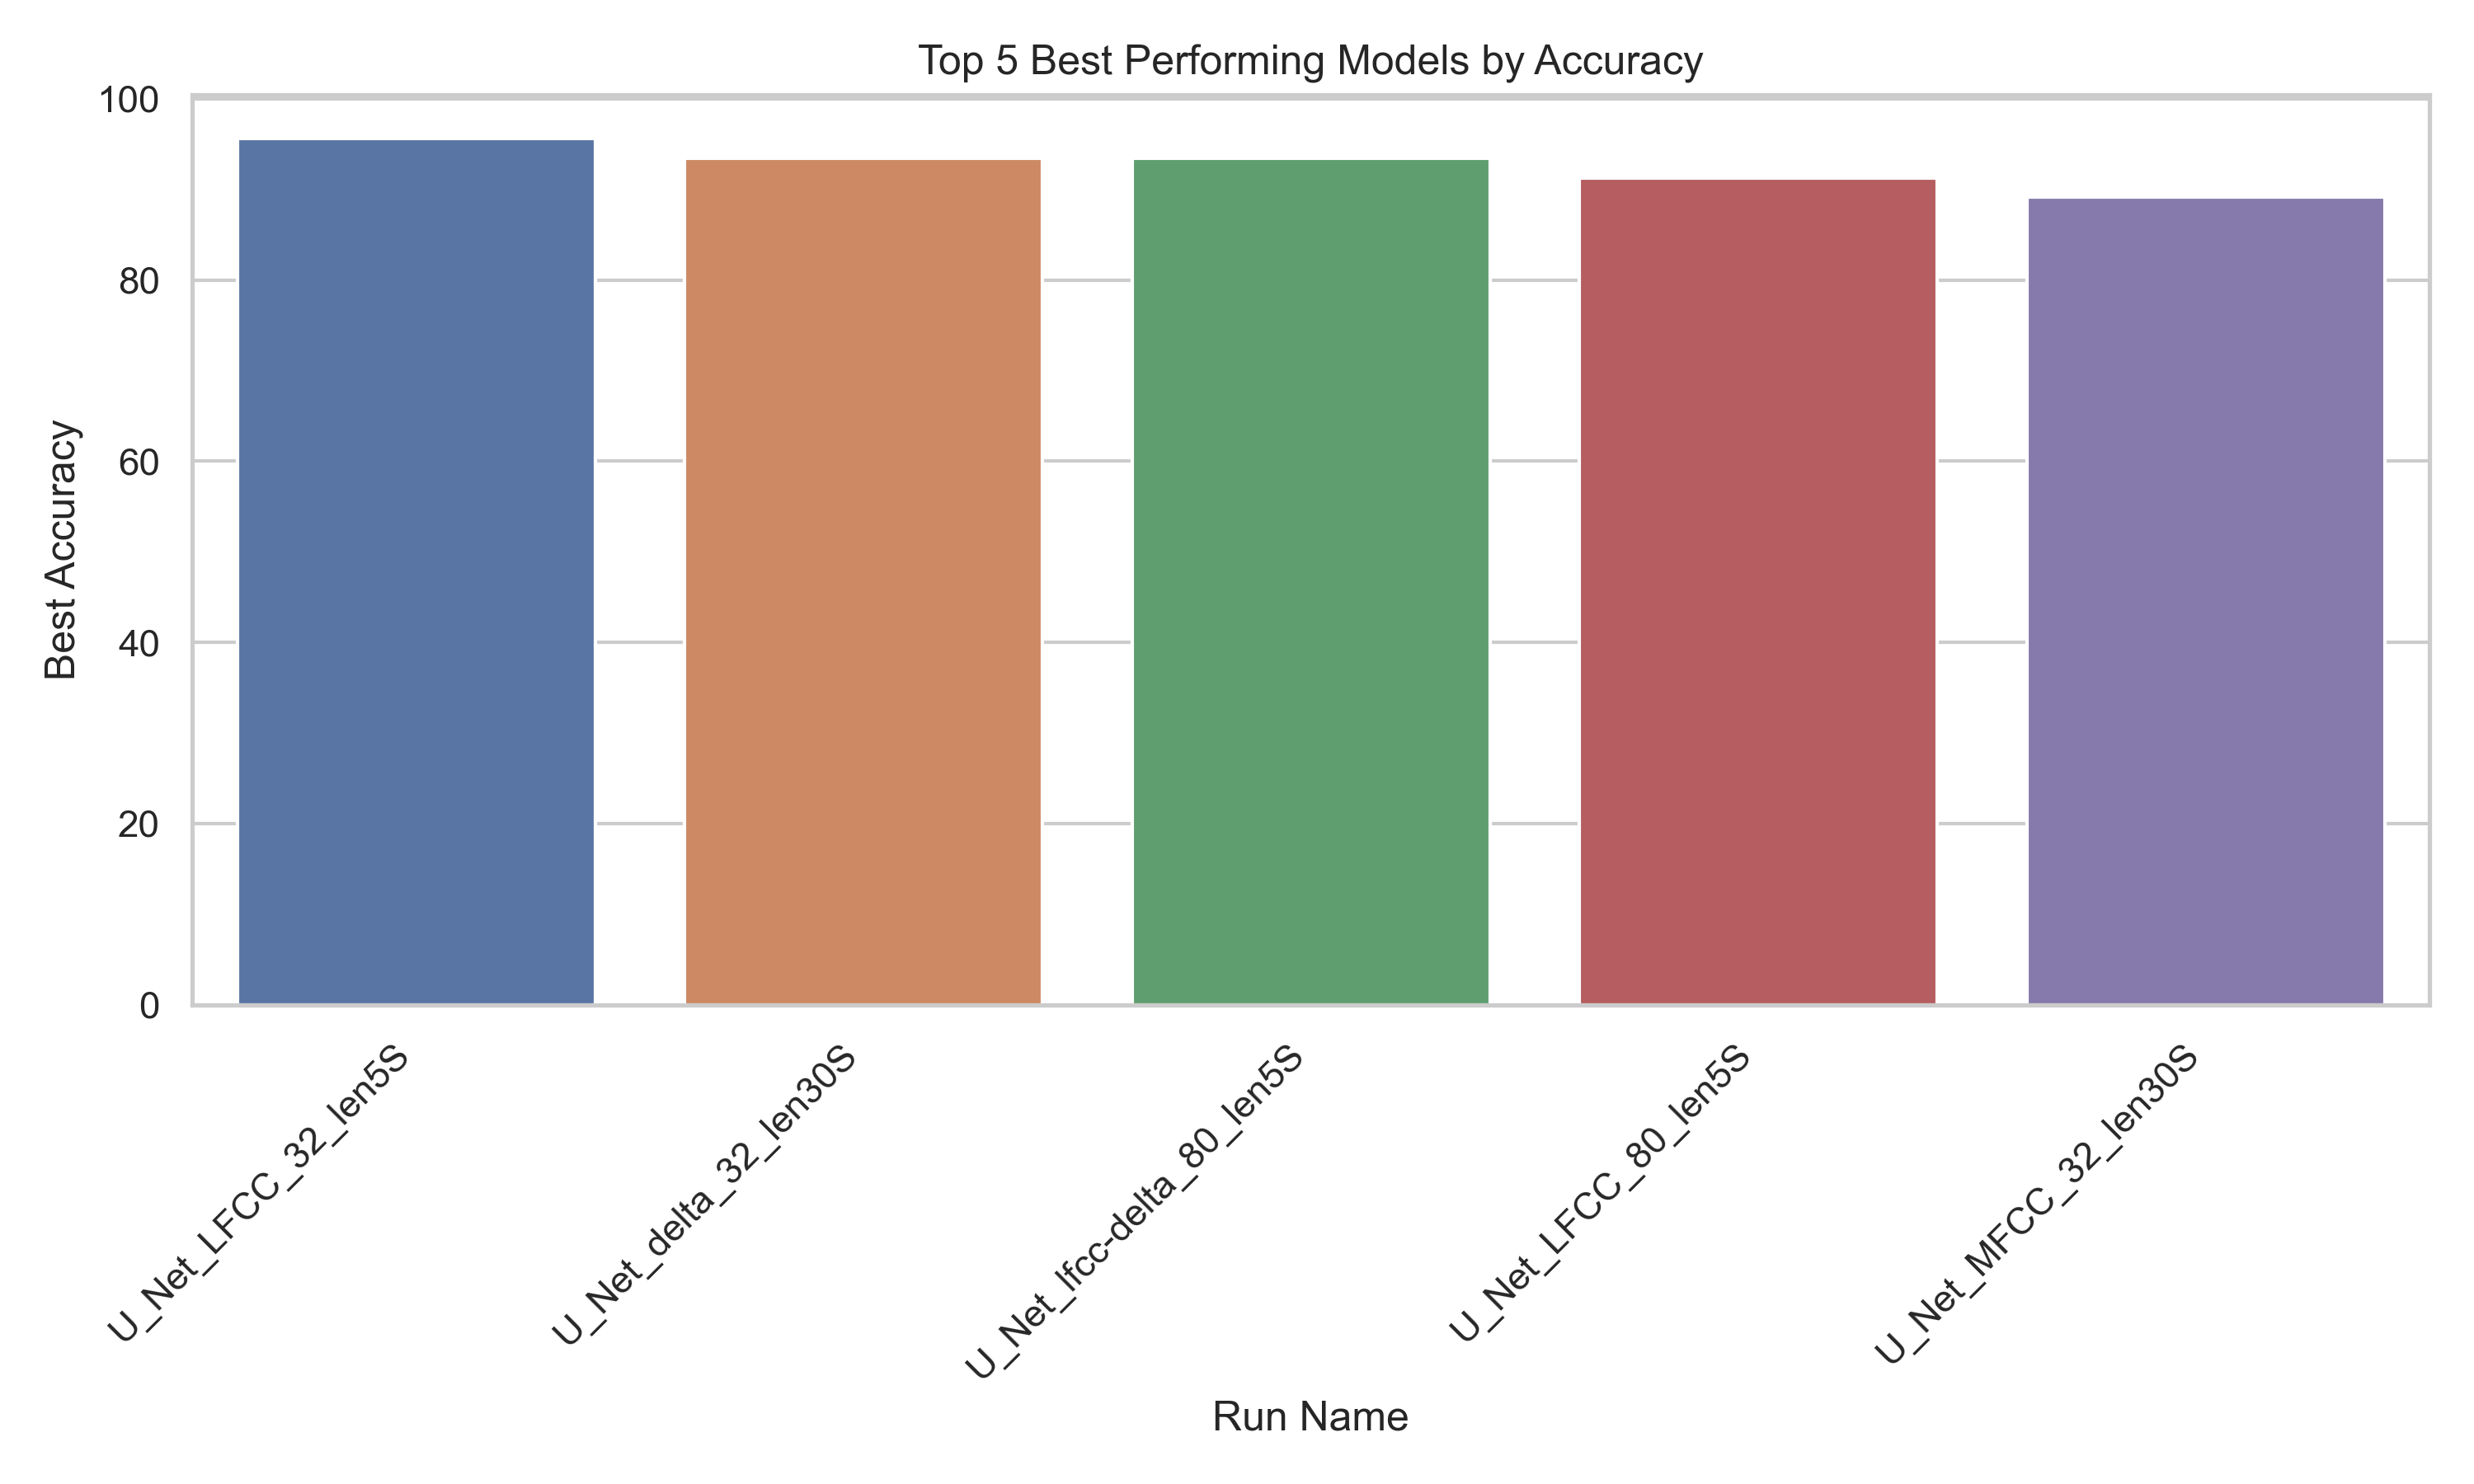 Top 5 Best Performing Models by Accuracy
100
80
60
40
20
0
Best Accuracy
U_Net_LFCC_32_len5S
U_Net_delta_32_len30S
U_Net_lfcc-delta_80_len5S
U_Net_LFCC_80_len5S
U_Net_MFCC_32_len30S
Run Name